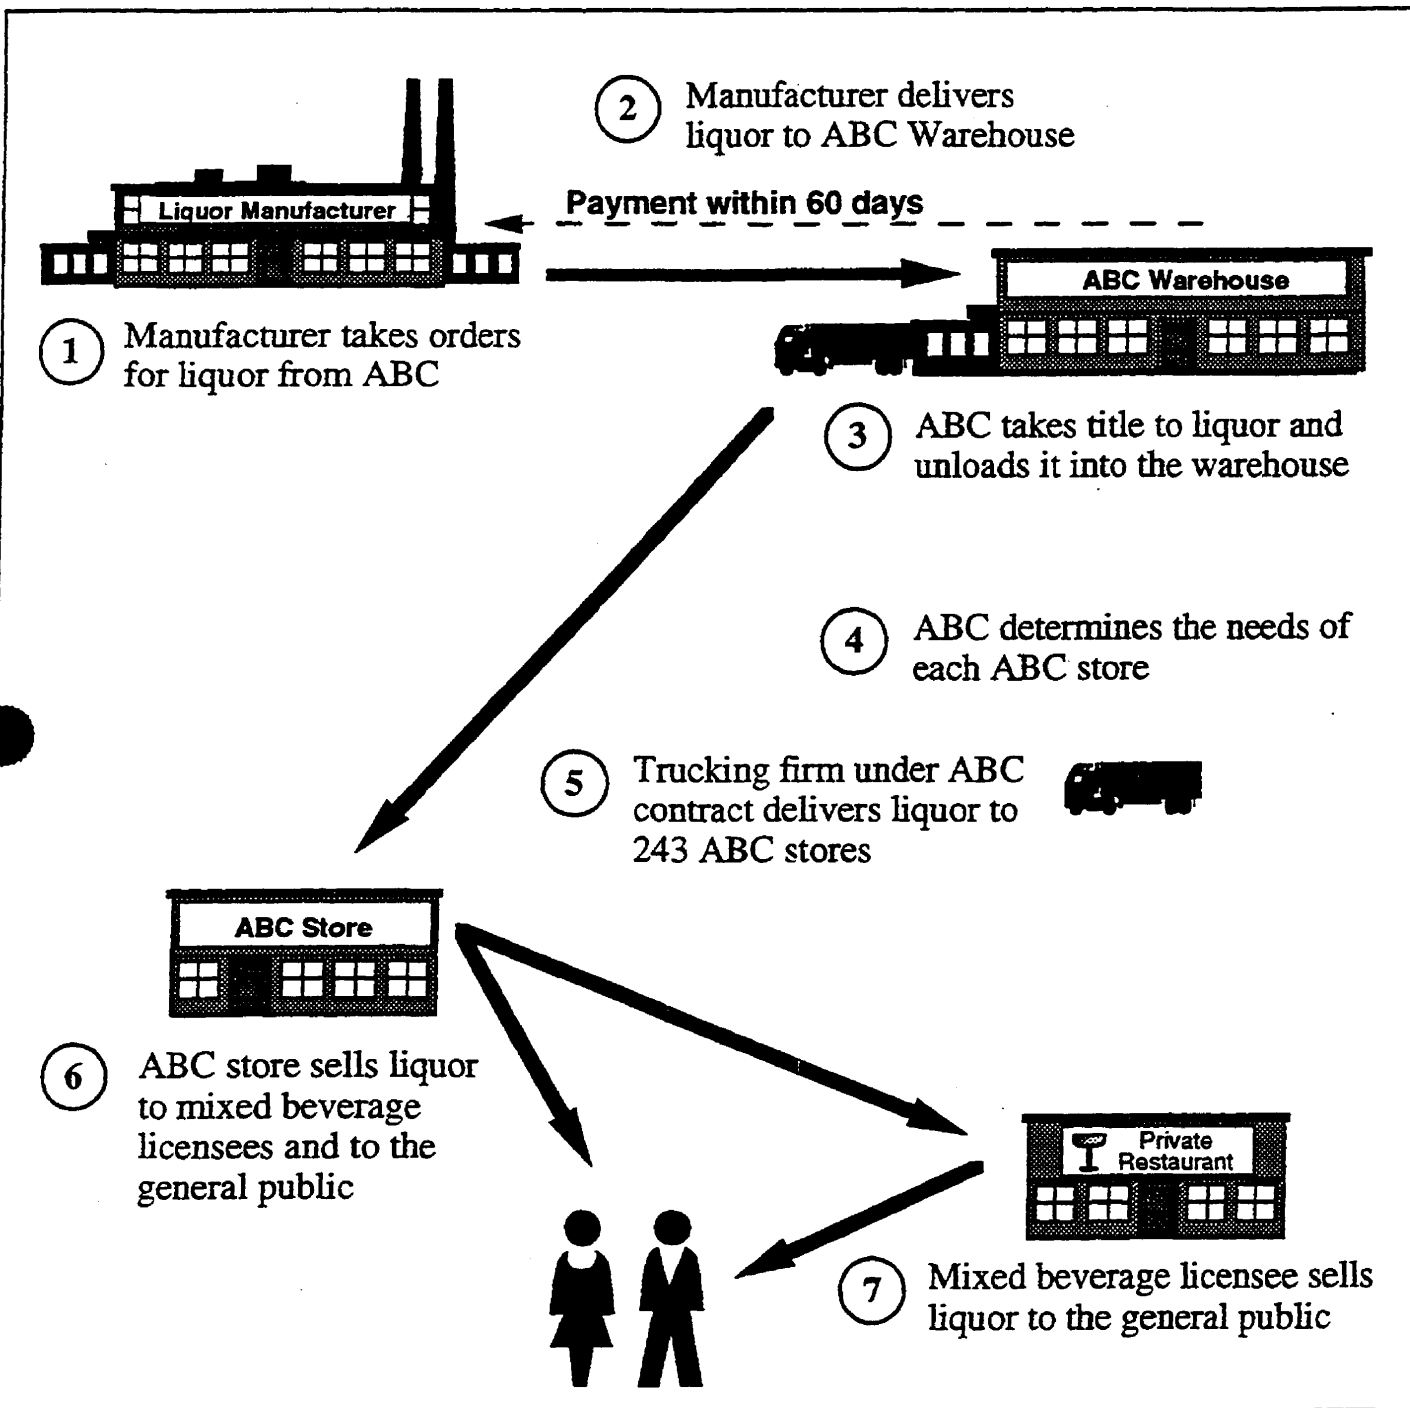 2
Manufacturer delivers
liquor to ABC Warehouse
Payment within 60 days
Liquor Manufacturer
ABC Warehouse
1
Manufacturer takes orders
for liquor from ABC
3
ABC takes title to liquor and
unloads it into the warehouse
4
ABC determines the needs of
each ABC store
5
Trucking firm under ABC
contract delivers liquor to
243 ABC stores
ABC Store
6
ABC store sells liquor
to mixed beverage
licensees and to the
general public
Private
Restaurant
7
Mixed beverage licensee sells
liquor to the general public